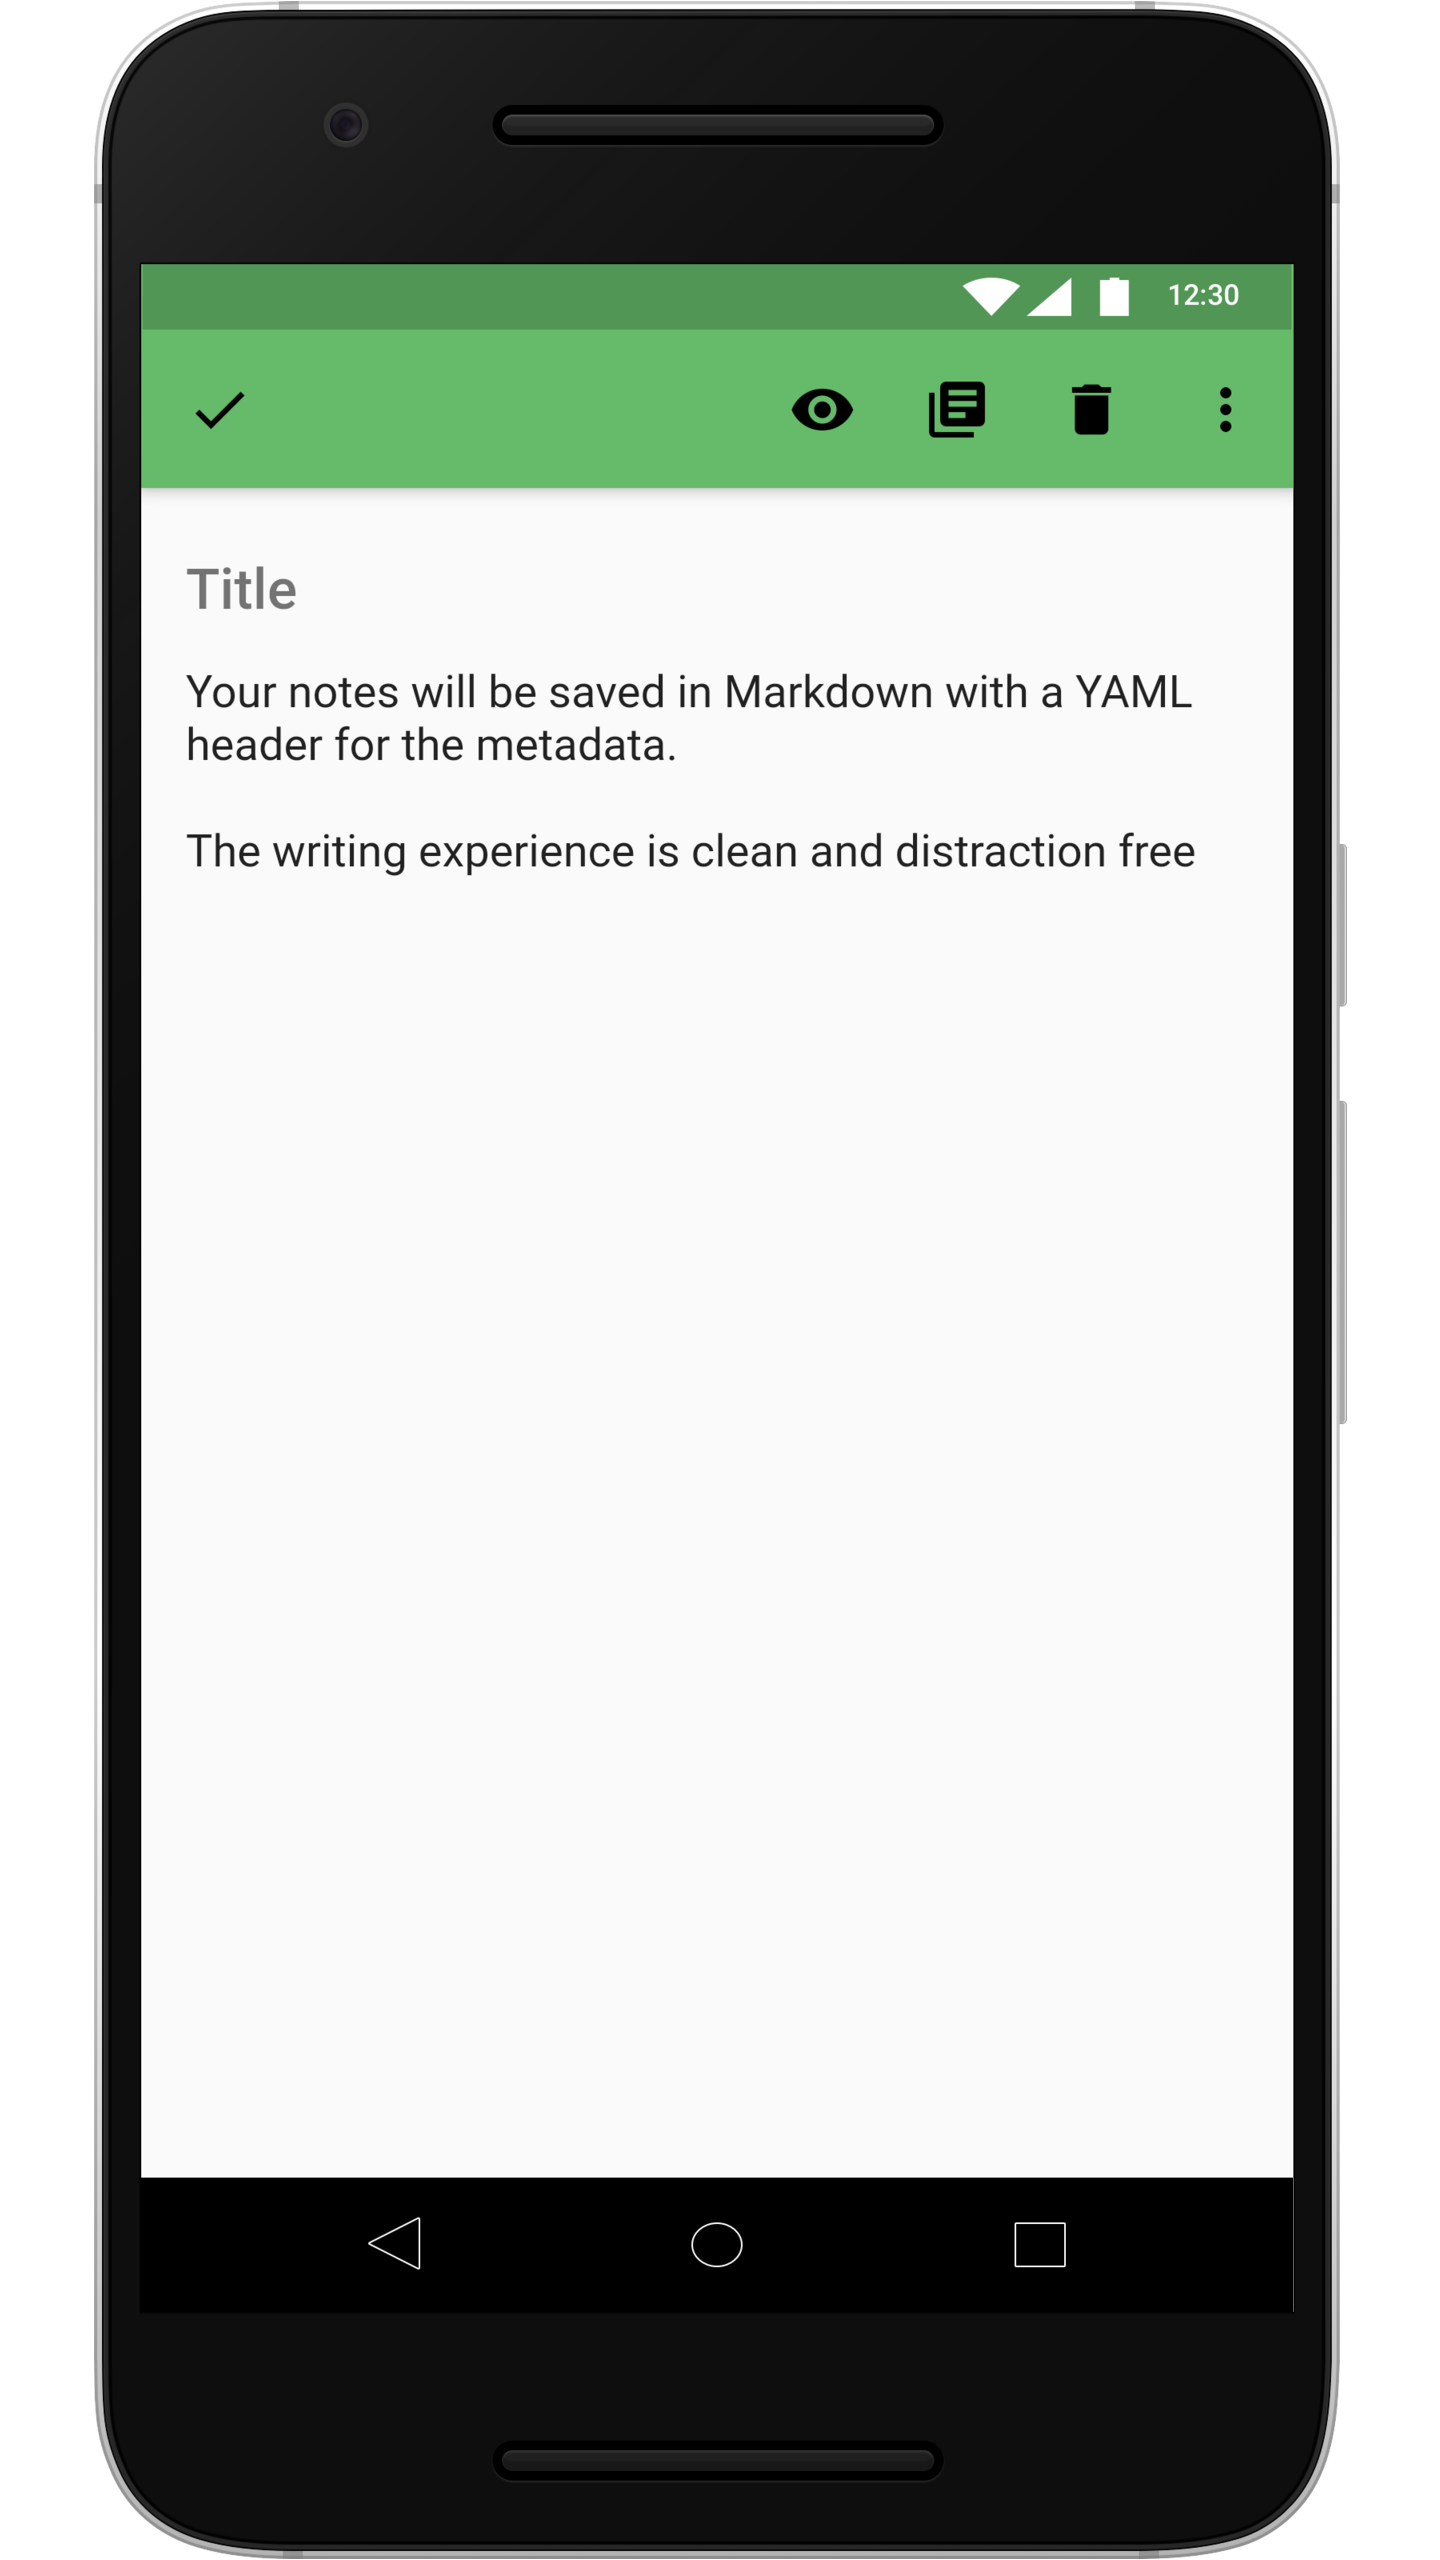 12:30
Title
Your notes will be saved in Markdown with a YAML
header for the metadata.
The writing experience is clean and distraction free